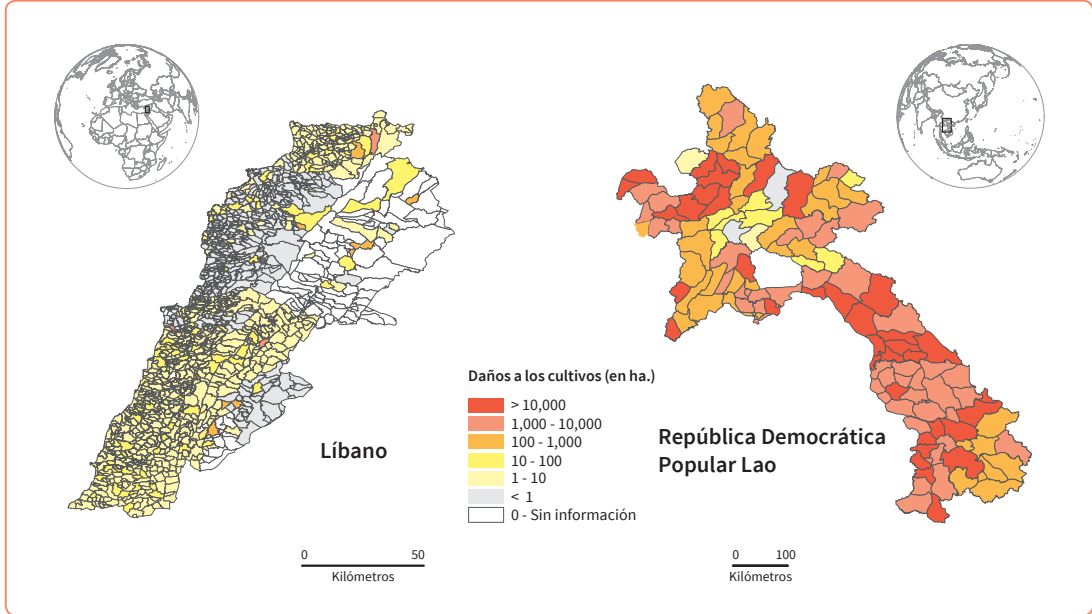 Daños a los cultivos (en ha.)
> 10,000
1,000 - 10,000
100 - 1,000
10 - 100
1 - 10
< 1
0 - Sin información
Líbano
República Democrática
Popular Lao
0 50
Kilómetros
0 100
Kilómetros